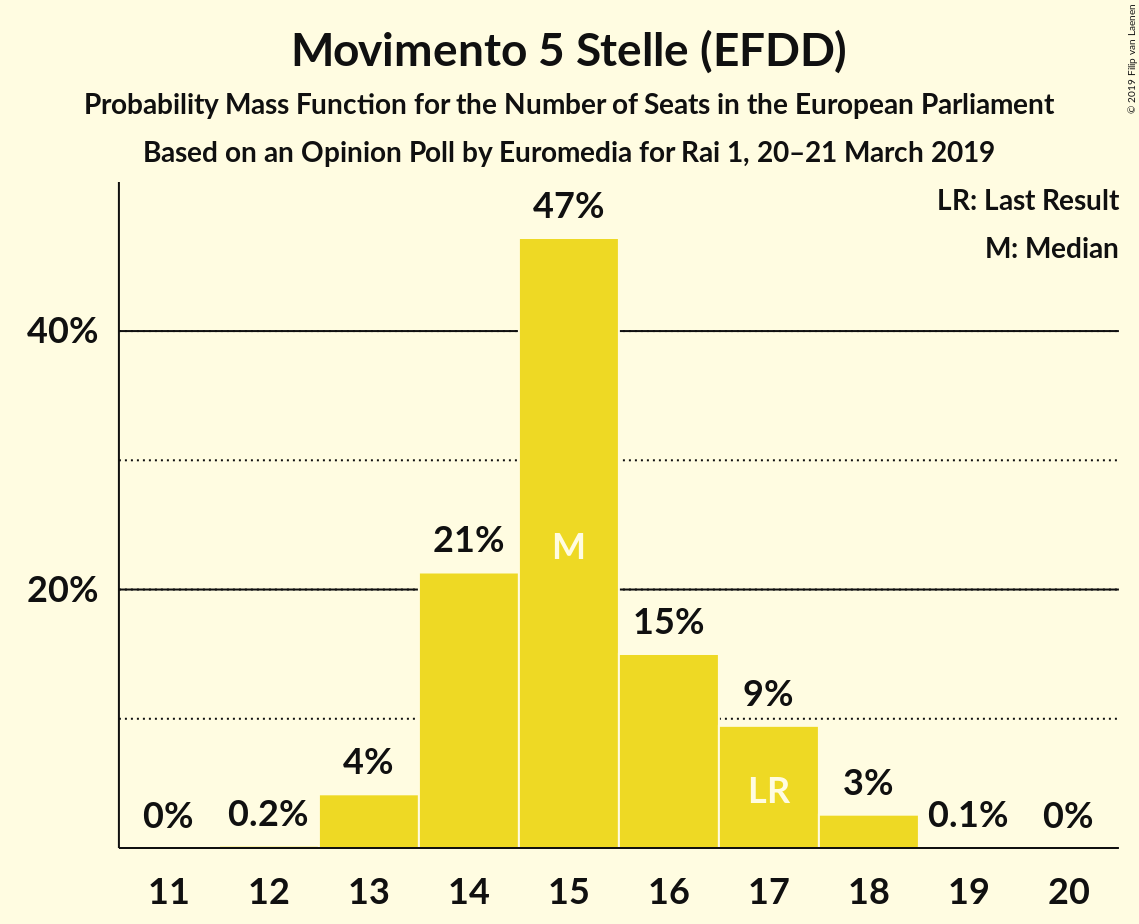 Movimento 5 Stelle (EFDD)
Probability Mass Function for the Number of Seats in the European Parliament
Based on an Opinion Poll by Euromedia for Rai 1, 20–21 March 2019
© 2019 Filip van Laenen
LR: Last Result
M: Median
47%
40%
M
21%
20%
15%
9%
LR
4%
3%
0%
0.2%
0.1%
0%
11 12 13 14 15 16 17 18 19 20